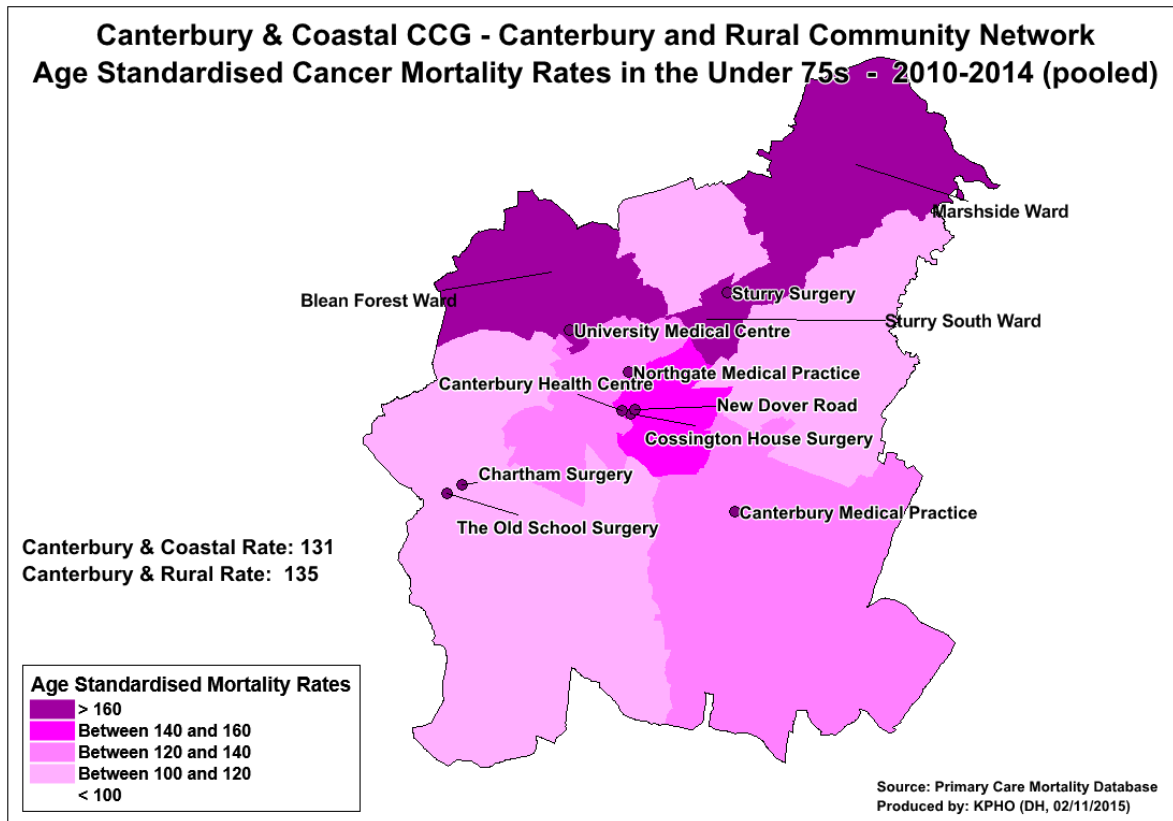 Canterbury & Coastal CCG - Canterbury and Rural Community Network
Age Standardised Cancer Mortality Rates in the Under 75s - 2010-2014 (pooled)
Marshside Ward
Blean Forest Ward
Sturry Surgery
Sturry South Ward
University Medical Centre
Northgate Medical Practice
Canterbury Health Centre
New Dover Road
Cossington House Surgery
Chartham Surgery
The Old School Surgery
Canterbury Medical Practice
Canterbury & Coastal Rate: 131
Canterbury & Rural Rate: 135
Age Standardised Mortality Rates
> 160
Between 140 and 160
Between 120 and 140
Between 100 and 120
< 100
Source: Primary Care Mortality Database
Produced by: KPHO (DH, 02/11/2015)